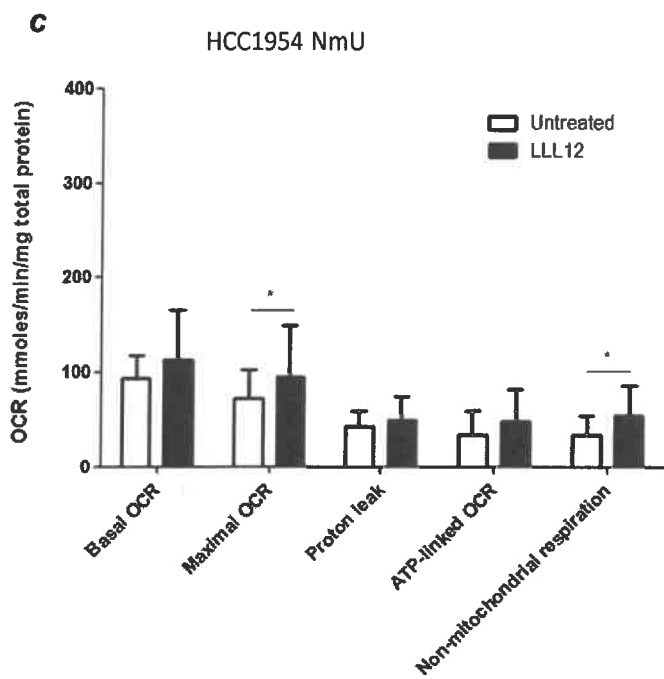 c
HCC1954 NmU
OCR (mmoles/min/mg total protein)
400
300
200
100
0
Untreated
LLL12
*
*
Basal OCR
Maximal OCR
Proton leak
ATP-linked OCR
Non-mitochondrial respiration